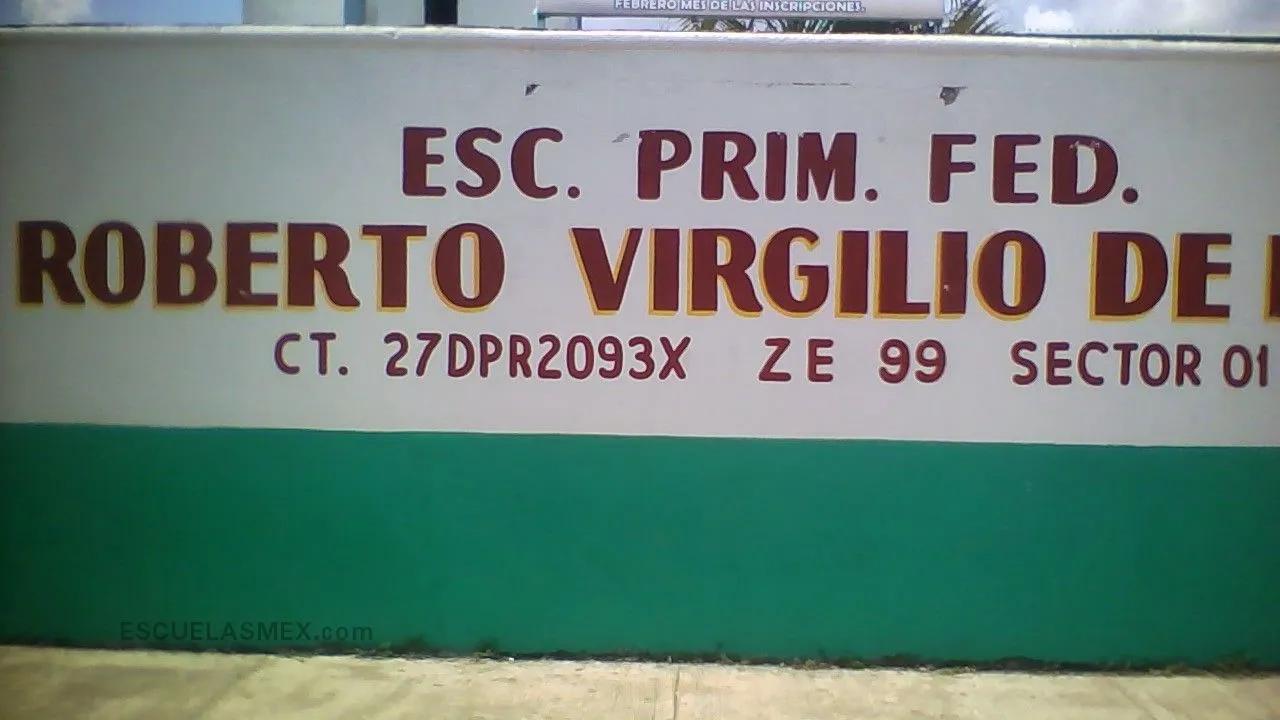 FEBRERO MES DE LAS INSCRIPCIONES.
ESC. PRIM. FED.
ROBERTO VIRGILIO DE
CT. 27DPR2093X ZE 99 SECTOR 01
ESCUELASMEX.com